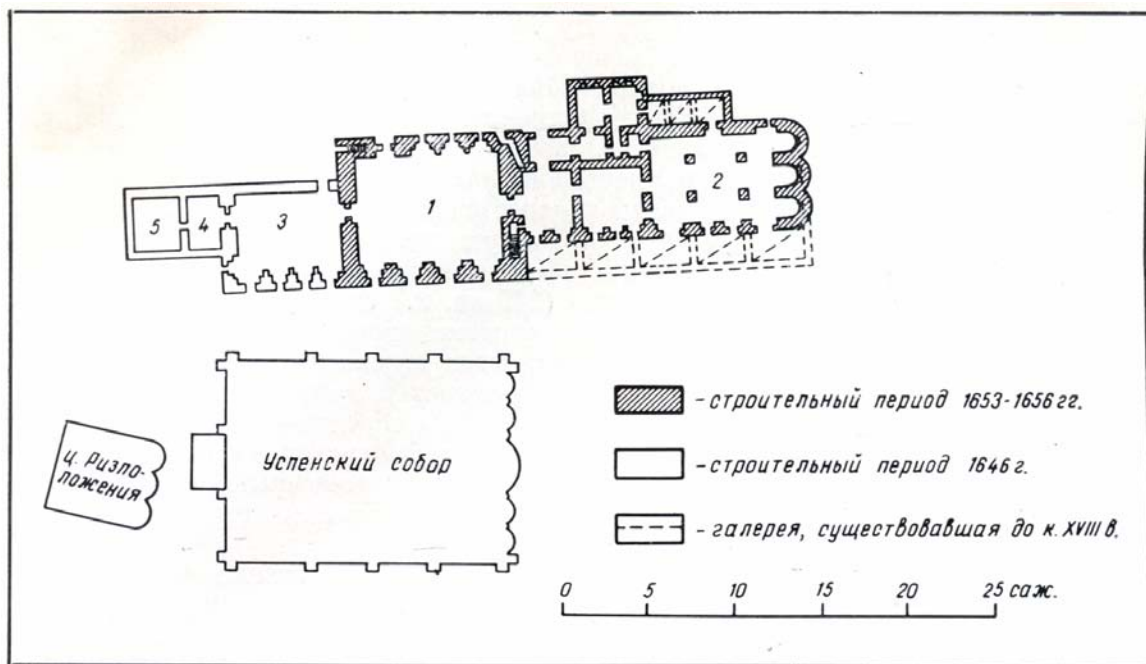 5 4 3 1 2
Ц. Ризпо-
ложения
Успенский собор
- строительный период 1653-1656 гг.
- строительный период 1646 г.
- галерея, существовавшая до к. XVIII в.
0 5 10 15 20 25 саж.